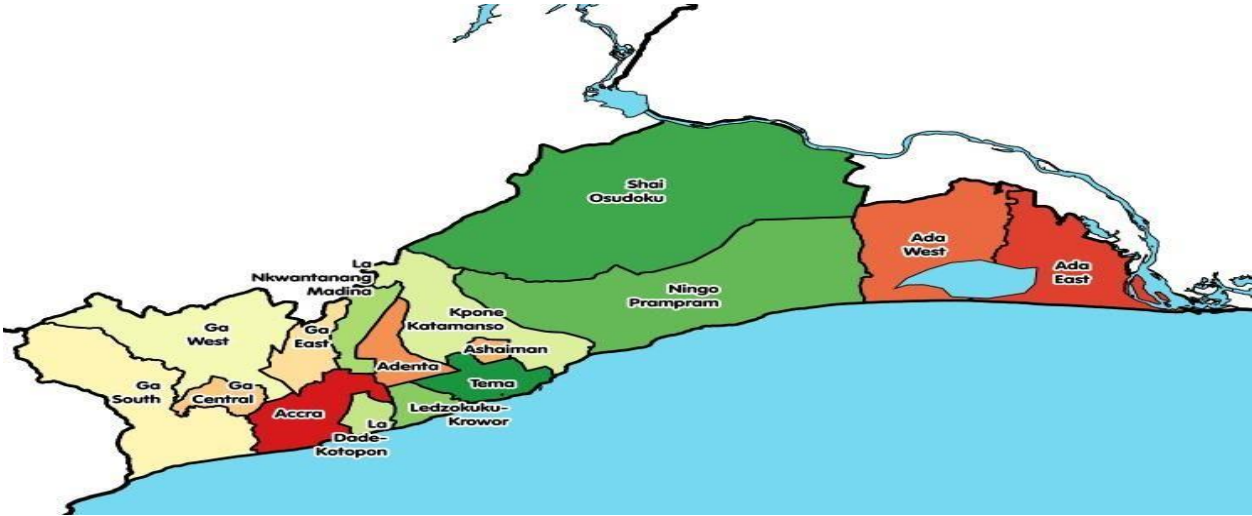 Shai
Osudoku
Ada
West
Ada
East
La
Nkwantanang
Madina
Ningo
Prampram
Kpone
Katamanso
Ga
West
Ga
East
Ashaiman
Adenta
Tema
Ga
South
Ga
Central
Accra
Ledzokuku-
Krowor
La
Dade-
Kotopon